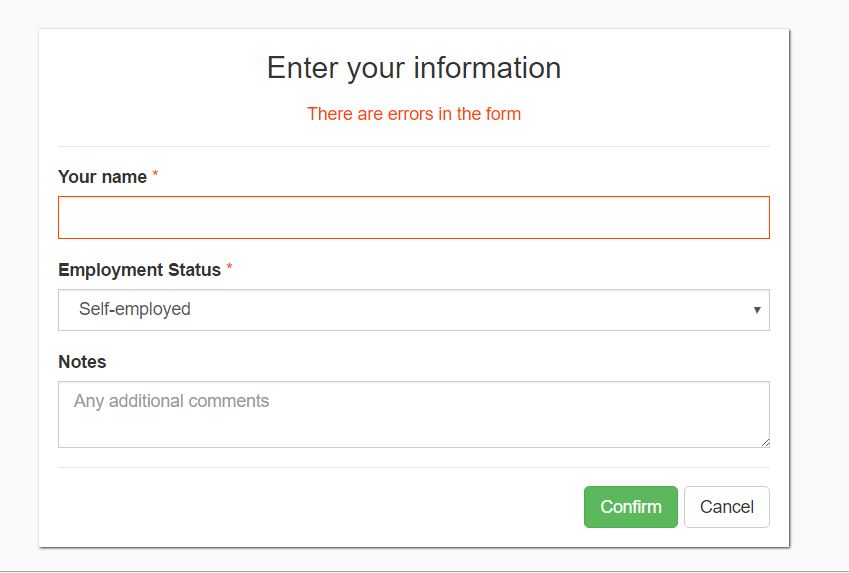 Enter your information
There are errors in the form
Your name *
Employment Status *
Self-employed
Notes
Any additional comments
Confirm Cancel